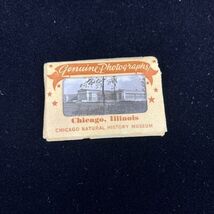 Genuine Photographs
Chicago, Illinois
CHICAGO NATURAL HISTORY MUSEUM